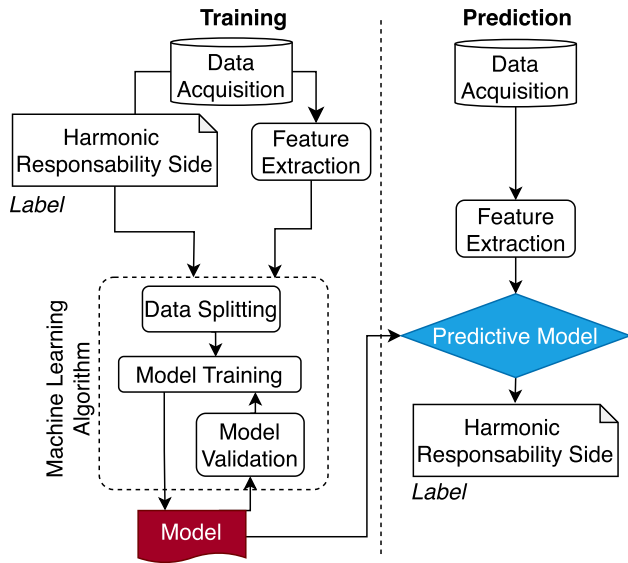 Training
Data
Acquisition
Harmonic
Responsability Side
Label
Feature
Extraction
Machine Learning
Algorithm
Data Splitting
Model Training
Model
Validation
Model
Prediction
Data
Acquisition
Feature
Extraction
Predictive Model
Harmonic
Responsability Side
Label